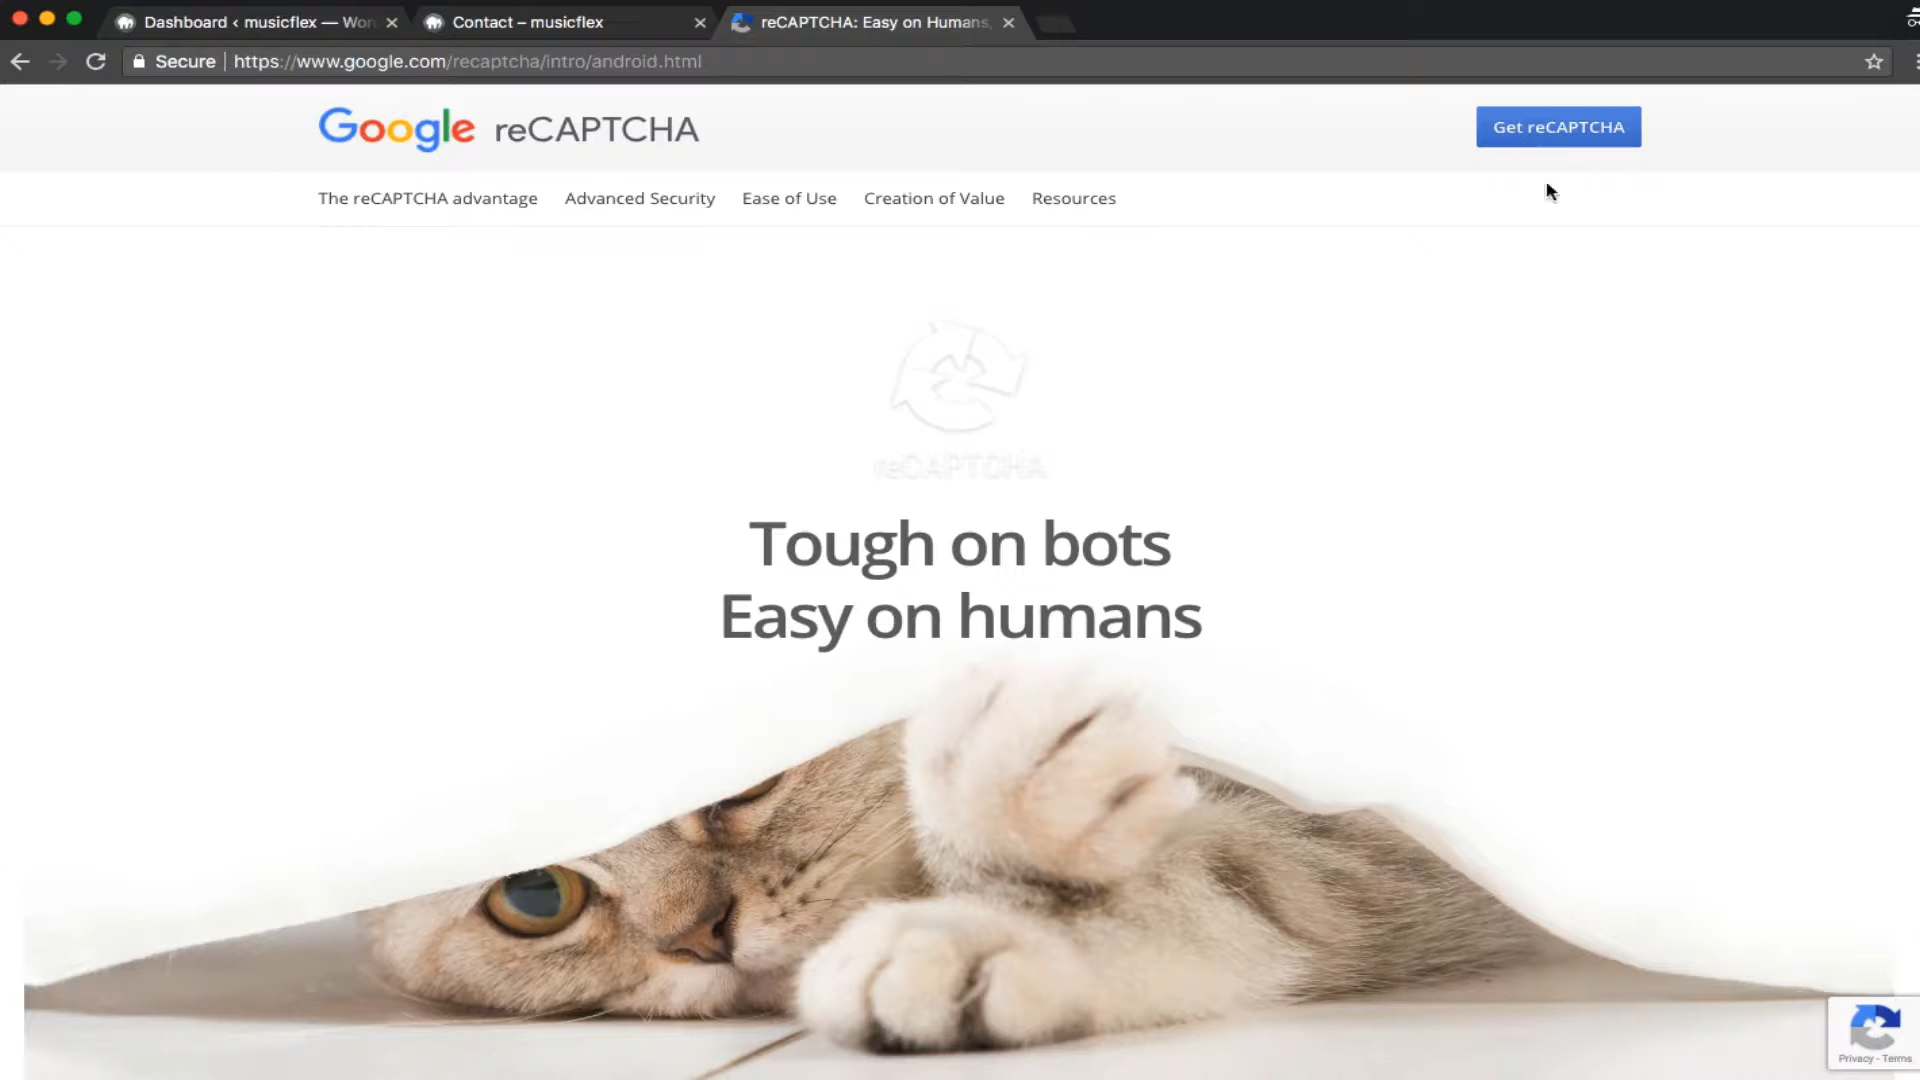 Dashboard ‹ musicflex — Wor
Contact – musicflex
reCAPTCHA: Easy on Humans,
Secure | https://www.google.com/recaptcha/intro/android.html
Google reCAPTCHA
Get reCAPTCHA
The reCAPTCHA advantage
Advanced Security
Ease of Use
Creation of Value
Resources
reCAPTCHA
Tough on bots
Easy on humans
Privacy - Terms